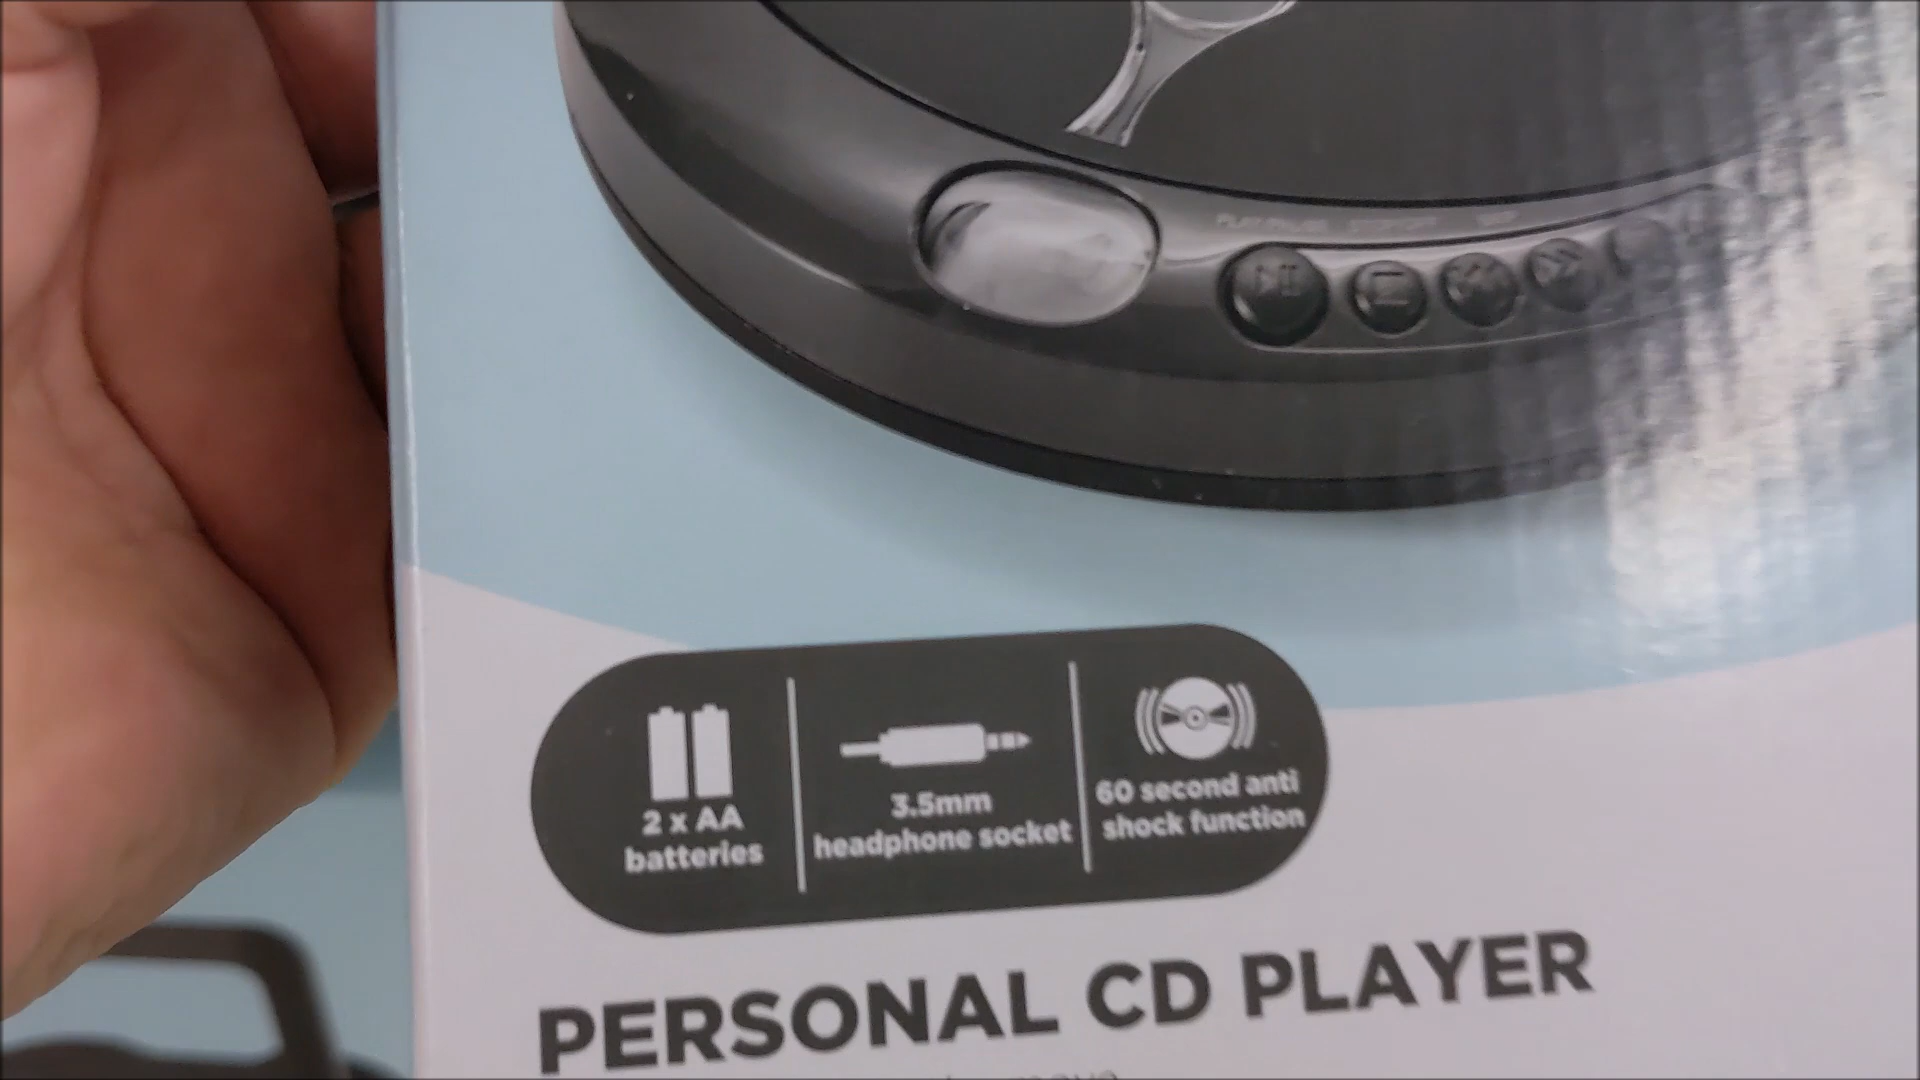 2 x AA
batteries
3.5mm
headphone socket
60 second anti
shock function
PERSONAL CD PLAYER